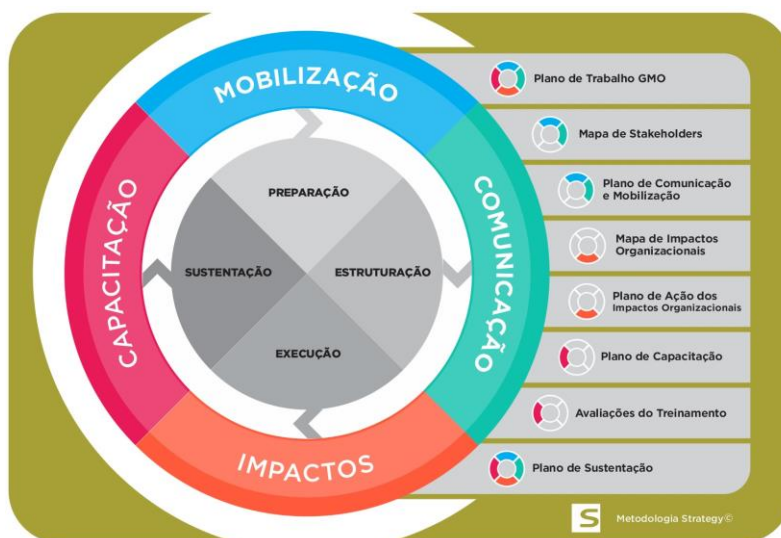 MOBILIZAÇÃO
CAPACITAÇÃO
COMUNICAÇÃO
IMPACTOS
PREPARAÇÃO
SUSTENTAÇÃO
ESTRUTURAÇÃO
EXECUÇÃO
Plano de Trabalho GMO
Mapa de Stakeholders
Plano de Comunicação
e Mobilização
Mapa de Impactos
Organizacionais
Plano de Ação dos
Impactos Organizacionais
Plano de Capacitação
Avaliações do Treinamento
Plano de Sustentação
S Metodologia Strategy©